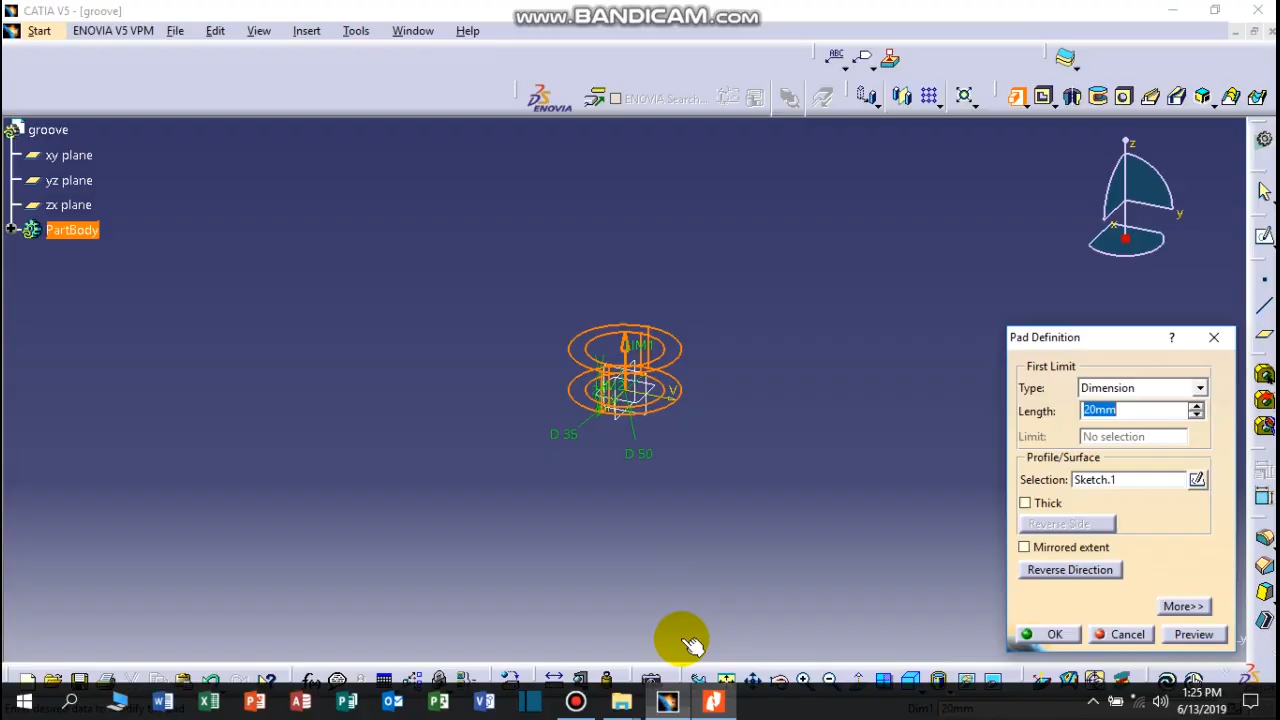 CATIA V5 - [groove]
www.BANDICAM.com
Start ENOVIA V5 VPM File Edit View Insert Tools Window Help
ABC
ENOVIA
ENOVIA Search...
groove
xy plane
yz plane
zx plane
PartBody
z
y
x
V
D 35
D 50
Pad Definition
First Limit
Type: Dimension
Length: 20mm
Limit: No selection
Profile/Surface
Selection: Sketch.1
Thick
Reverse Side
Mirrored extent
Reverse Direction
More>>
OK Cancel Preview
1:25 PM
6/13/2019